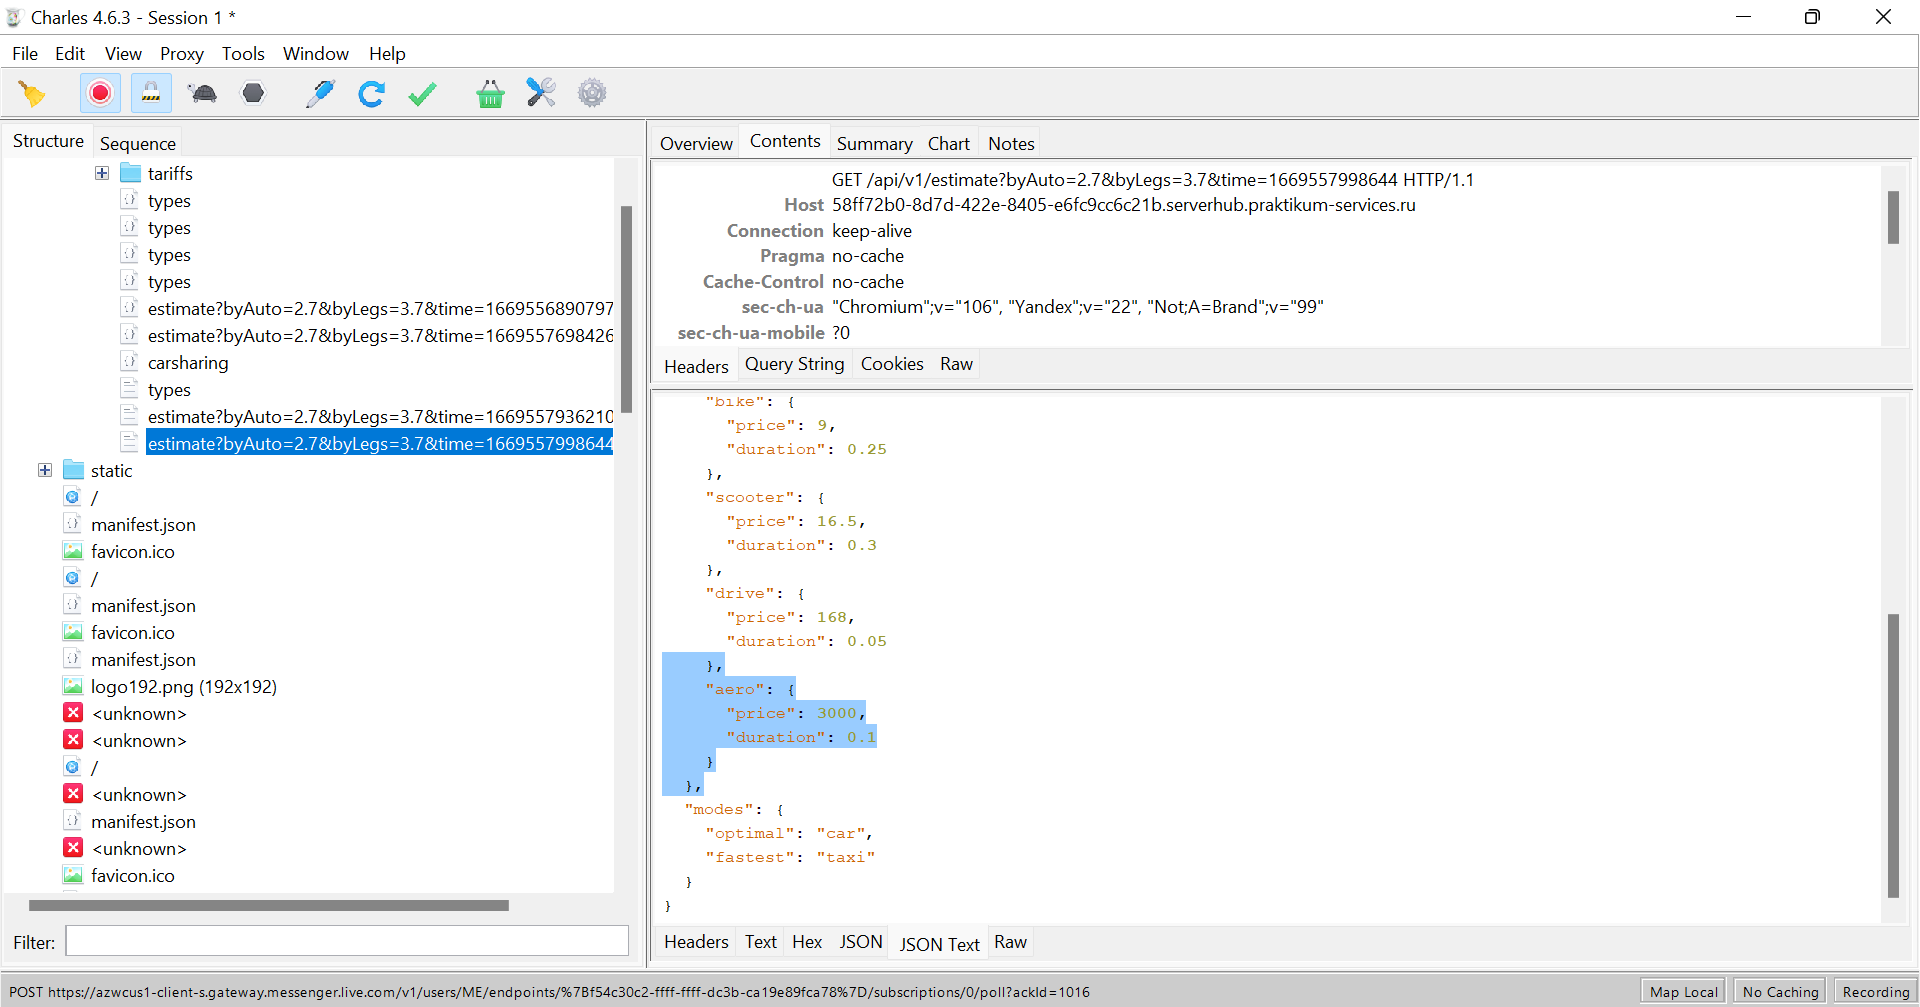 Charles 4.6.3 - Session 1 *
File Edit View Proxy Tools Window Help
Structure Sequence
tariffs
types
types
types
types
estimate?byAuto=2.7&byLegs=3.7&time=1669556890797
estimate?byAuto=2.7&byLegs=3.7&time=1669557698426
carsharing
types
estimate?byAuto=2.7&byLegs=3.7&time=1669557936210
estimate?byAuto=2.7&byLegs=3.7&time=1669557998644
static
/
manifest.json
favicon.ico
/
manifest.json
favicon.ico
manifest.json
logo192.png (192x192)
<unknown>
<unknown>
/
<unknown>
manifest.json
<unknown>
favicon.ico
Filter:
Overview Contents Summary Chart Notes
GET /api/v1/estimate?byAuto=2.7&byLegs=3.7&time=1669557998644 HTTP/1.1
Host 58ff72b0-8d7d-422e-8405-e6fc9cc6c21b.serverhub.praktikum-services.ru
Connection keep-alive
Pragma no-cache
Cache-Control no-cache
sec-ch-ua "Chromium";v="106", "Yandex";v="22", "Not;A=Brand";v="99"
sec-ch-ua-mobile ?0
Headers Query String Cookies Raw
"bike": {
"price": 9,
"duration": 0.25
},
"scooter": {
"price": 16.5,
"duration": 0.3
},
"drive": {
"price": 168,
"duration": 0.05
},
"aero": {
"price": 3000,
"duration": 0.1
}
},
"modes": {
"optimal": "car",
"fastest": "taxi"
}
}
Headers Text Hex JSON JSON Text Raw
POST https://azwcus1-client-s.gateway.messenger.live.com/v1/users/ME/endpoints/%7Bf54c30c2-ffff-ffff-dc3b-ca19e89fca78%7D/subscriptions/0/poll?ackId=1016
Map Local No Caching Recording